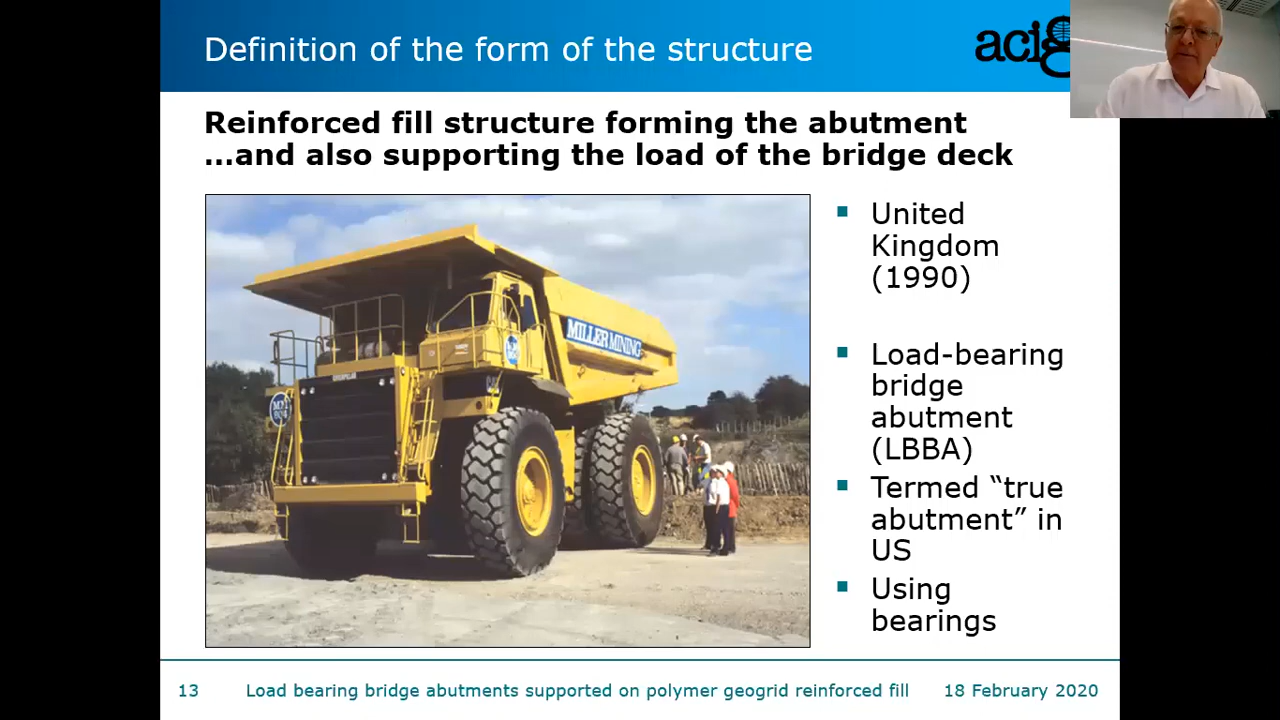 Definition of the form of the structure
acig
Reinforced fill structure forming the abutment
...and also supporting the load of the bridge deck
MILLER MINING
CATERPILLAR
United
Kingdom
(1990)
Load-bearing
bridge
abutment
(LBBA)
Termed “true
abutment” in
US
Using
bearings
13
Load bearing bridge abutments supported on polymer geogrid reinforced fill
18 February 2020